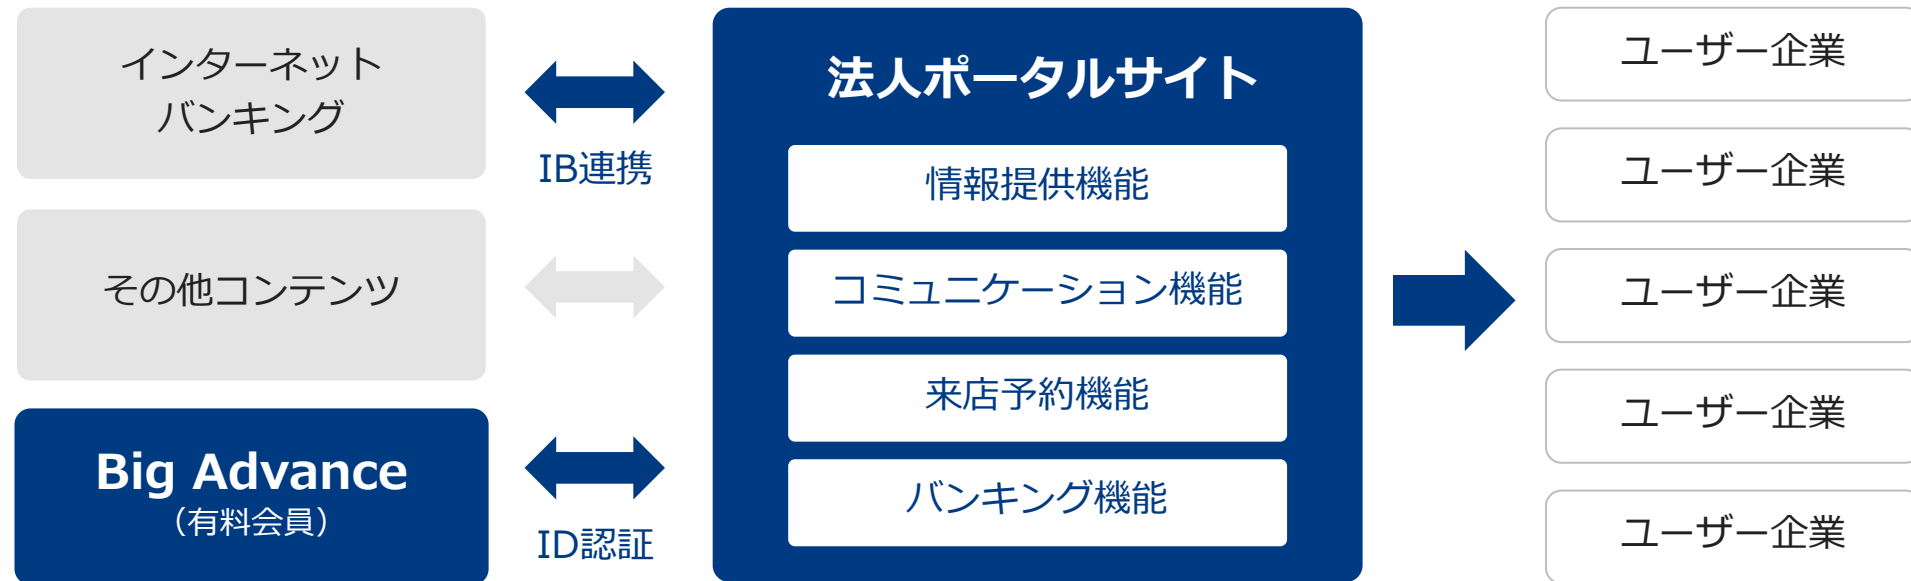 インターネット
バンキング
IB連携
その他コンテンツ
Big Advance
（有料会員）
ID認証
法人ポータルサイト
情報提供機能
コミュニケーション機能
来店予約機能
バンキング機能
ユーザー企業
ユーザー企業
ユーザー企業
ユーザー企業
ユーザー企業